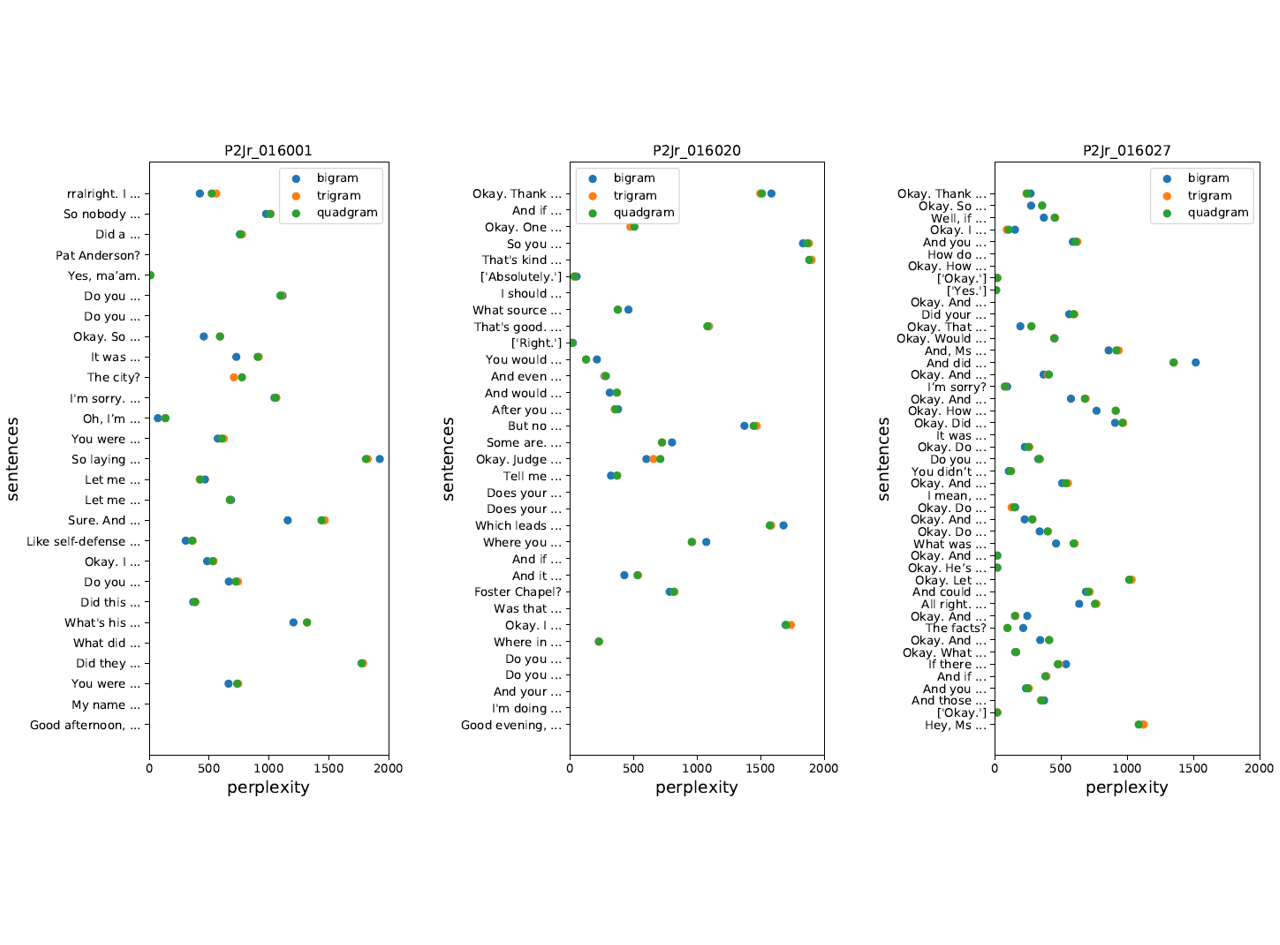 P2Jr_016001
bigram
trigram
quadgram
rralright. I ...
So nobody ...
Did a ...
Pat Anderson?
Yes, ma’am.
Do you ...
Do you ...
Okay. So ...
It was ...
The city?
I'm sorry. ...
Oh, I’m ...
You were ...
So laying ...
Let me ...
Let me ...
Sure. And ...
Like self-defense ...
Okay. I ...
Do you ...
Did this ...
What's his ...
What did ...
Did they ...
You were ...
My name ...
Good afternoon, ...
sentences
0 500 1000 1500 2000
perplexity
P2Jr_016020
bigram
trigram
quadgram
Okay. Thank ...
And if ...
Okay. One ...
So you ...
That's kind ...
['Absolutely.']
I should ...
What source ...
That's good. ...
['Right.']
You would ...
And even ...
And would ...
After you ...
But no ...
Some are. ...
Okay. Judge ...
Tell me ...
Does your ...
Does your ...
Which leads ...
Where you ...
And if ...
And it ...
Foster Chapel?
Was that ...
Okay. I ...
Where in ...
Do you ...
Do you ...
And your ...
I'm doing ...
Good evening, ...
sentences
0 500 1000 1500 2000
perplexity
P2Jr_016027
bigram
trigram
quadgram
Okay. Thank ...
Okay. So ...
Well, if ...
Okay. I ...
And you ...
How do ...
Okay. How ...
['Okay.']
['Yes.']
Okay. And ...
Did your ...
Okay. That ...
Okay. Would ...
And, Ms ...
And did ...
Okay. And ...
I’m sorry?
Okay. And ...
Okay. How ...
Okay. Did ...
It was ...
Okay. Do ...
Do you ...
You didn’t ...
Okay. And ...
I mean, ...
Okay. Do ...
Okay. And ...
Okay. Do ...
What was ...
Okay. And ...
Okay. He’s ...
Okay. Let ...
And could ...
All right. ...
Okay. And ...
The facts?
Okay. And ...
Okay. What ...
If there ...
And if ...
And you ...
And those ...
['Okay.']
Hey, Ms ...
sentences
0 500 1000 1500 2000
perplexity